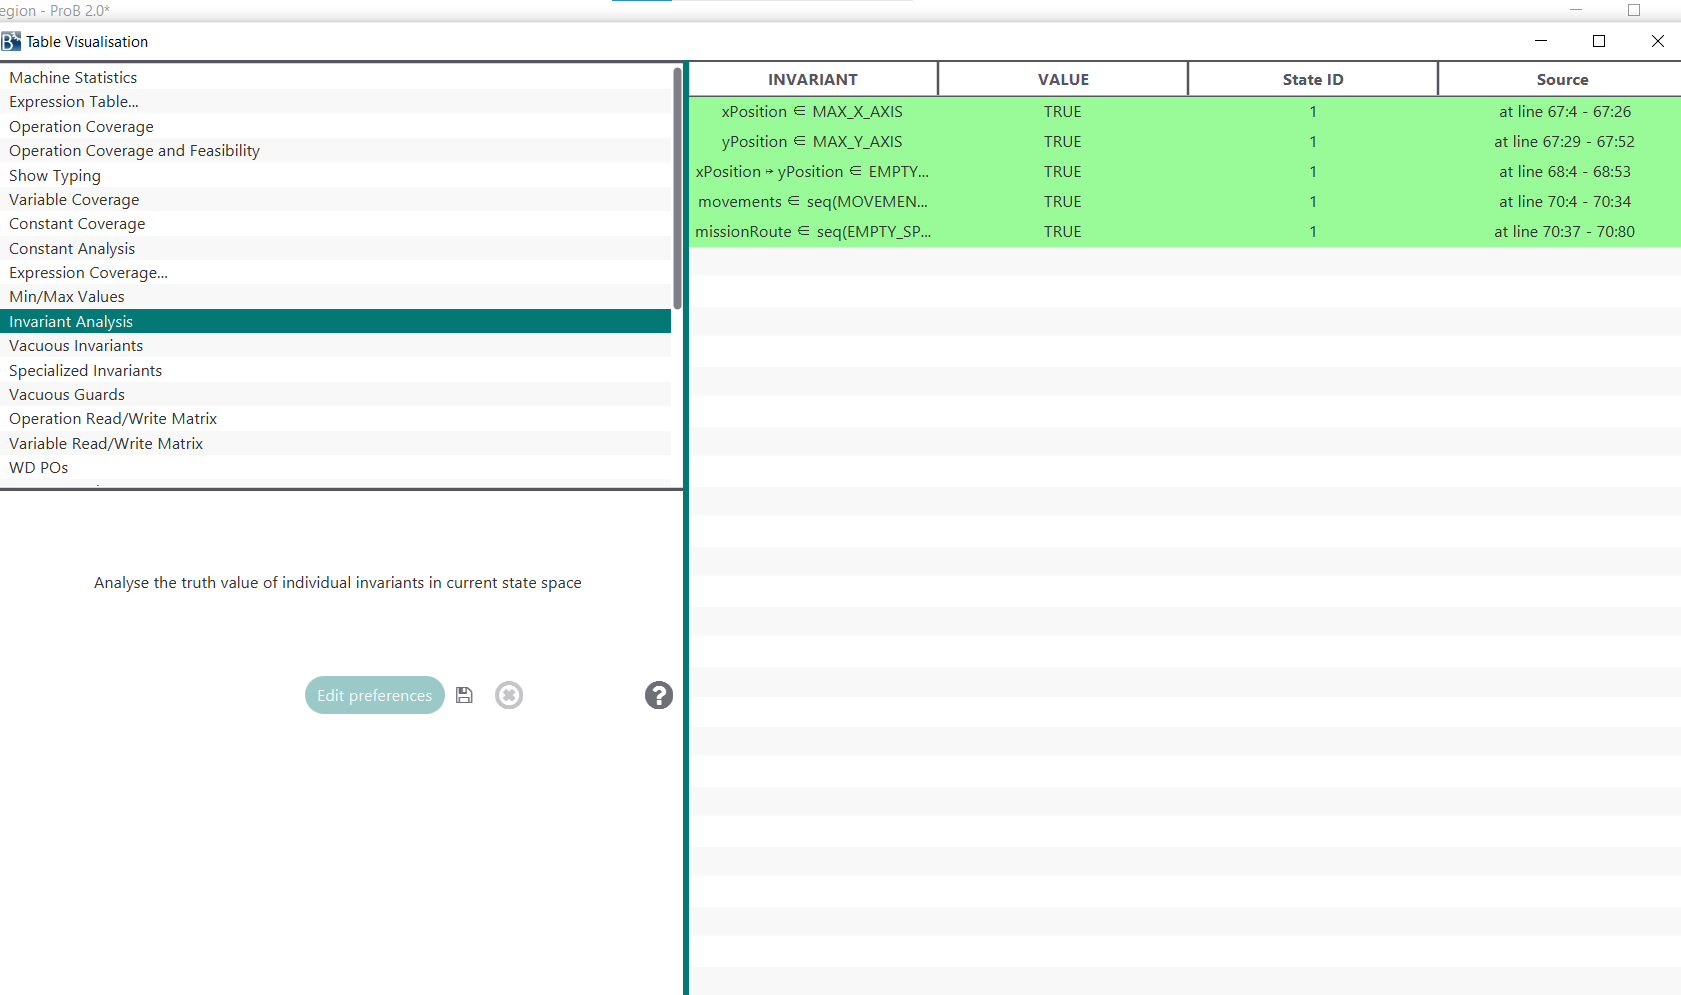 egion - ProB 2.0*
Table Visualisation
Machine Statistics
Expression Table...
Operation Coverage
Operation Coverage and Feasibility
Show Typing
Variable Coverage
Constant Coverage
Constant Analysis
Expression Coverage...
Min/Max Values
Invariant Analysis
Vacuous Invariants
Specialized Invariants
Vacuous Guards
Operation Read/Write Matrix
Variable Read/Write Matrix
WD POs
Analyse the truth value of individual invariants in current state space
Edit preferences
INVARIANT VALUE State ID Source
xPosition ∈ MAX_X_AXIS TRUE 1 at line 67:4 - 67:26
yPosition ∈ MAX_Y_AXIS TRUE 1 at line 67:29 - 67:52
xPosition ↦ yPosition ∈ EMPTY... TRUE 1 at line 68:4 - 68:53
movements ∈ seq(MOVEMEN... TRUE 1 at line 70:4 - 70:34
missionRoute ∈ seq(EMPTY_SP... TRUE 1 at line 70:37 - 70:80